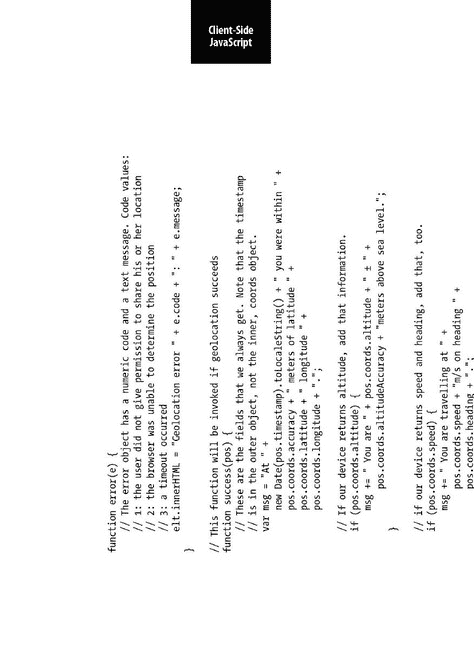 Client-Side
JavaScript
function error(e) {
// The error object has a numeric code and a text message. Code values:
// 1: the user did not give permission to share his or her location
// 2: the browser was unable to determine the position
// 3: a timeout occurred
elt.innerHTML = "Geolocation error " + e.code + ": " + e.message;
}
// This function will be invoked if geolocation succeeds
function success(pos) {
// These are the fields that we always get. Note that the timestamp
// is in the outer object, not the inner, coords object.
var msg = "At " +
new Date(pos.timestamp).toLocaleString() + " you were within " +
pos.coords.accuracy + " meters of latitude " +
pos.coords.latitude + " longitude " +
pos.coords.longitude + ".";
// If our device returns altitude, add that information.
if (pos.coords.altitude) {
msg += " You are " + pos.coords.altitude + " ± " +
pos.coords.altitudeAccuracy + "meters above sea level.";
}
// if our device returns speed and heading, add that, too.
if (pos.coords.speed) {
msg += " You are travelling at " +
pos.coords.speed + "m/s on heading " +
pos.coords.heading + ".";